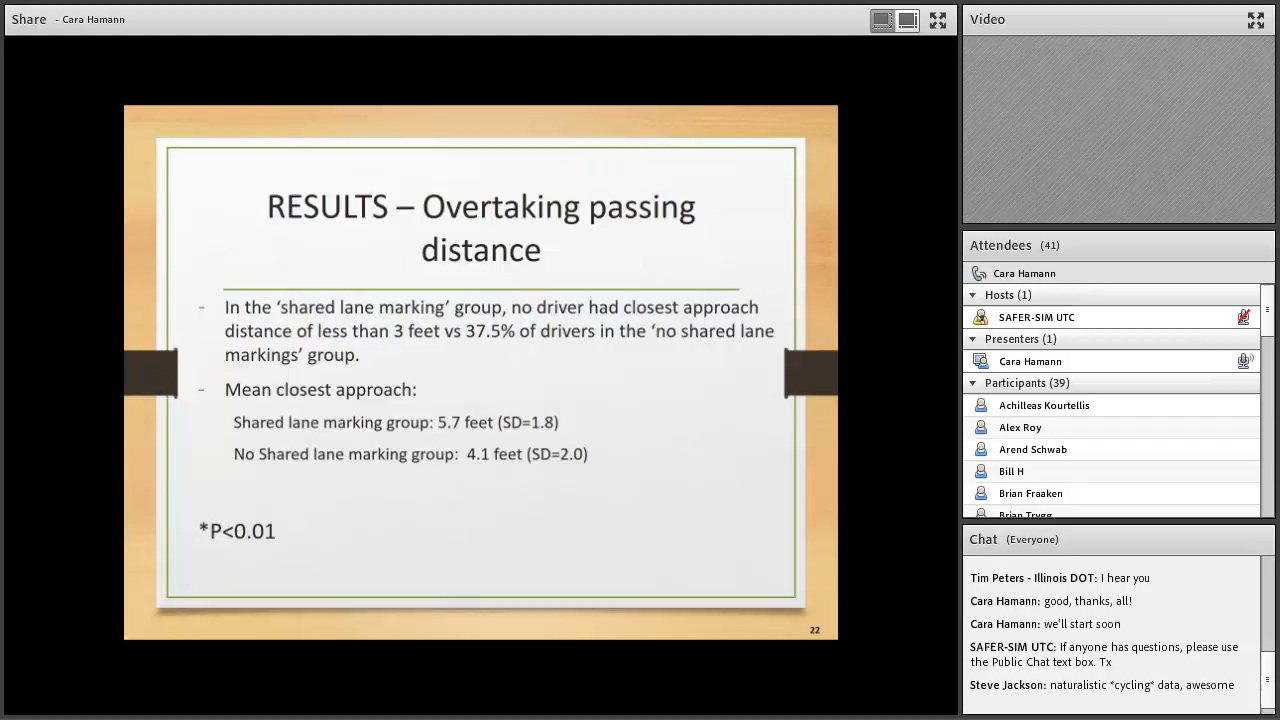 Share - Cara Hamann
RESULTS – Overtaking passing
distance
- In the ‘shared lane marking’ group, no driver had closest approach
distance of less than 3 feet vs 37.5% of drivers in the ‘no shared lane
markings’ group.
- Mean closest approach:
Shared lane marking group: 5.7 feet (SD=1.8)
No Shared lane marking group:  4.1 feet (SD=2.0)
*P<0.01
22
Video
Attendees (41)
Cara Hamann
Hosts (1)
SAFER-SIM UTC
Presenters (1)
Cara Hamann
Participants (39)
Achilleas Kourtellis
Alex Roy
Arend Schwab
Bill H
Brian Fraaken
Brian Trygg
Chat (Everyone)
Tim Peters - Illinois DOT: I hear you
Cara Hamann: good, thanks, all!
Cara Hamann: we'll start soon
SAFER-SIM UTC: If anyone has questions, please use
the Public Chat text box. Tx
Steve Jackson: naturalistic *cycling* data, awesome